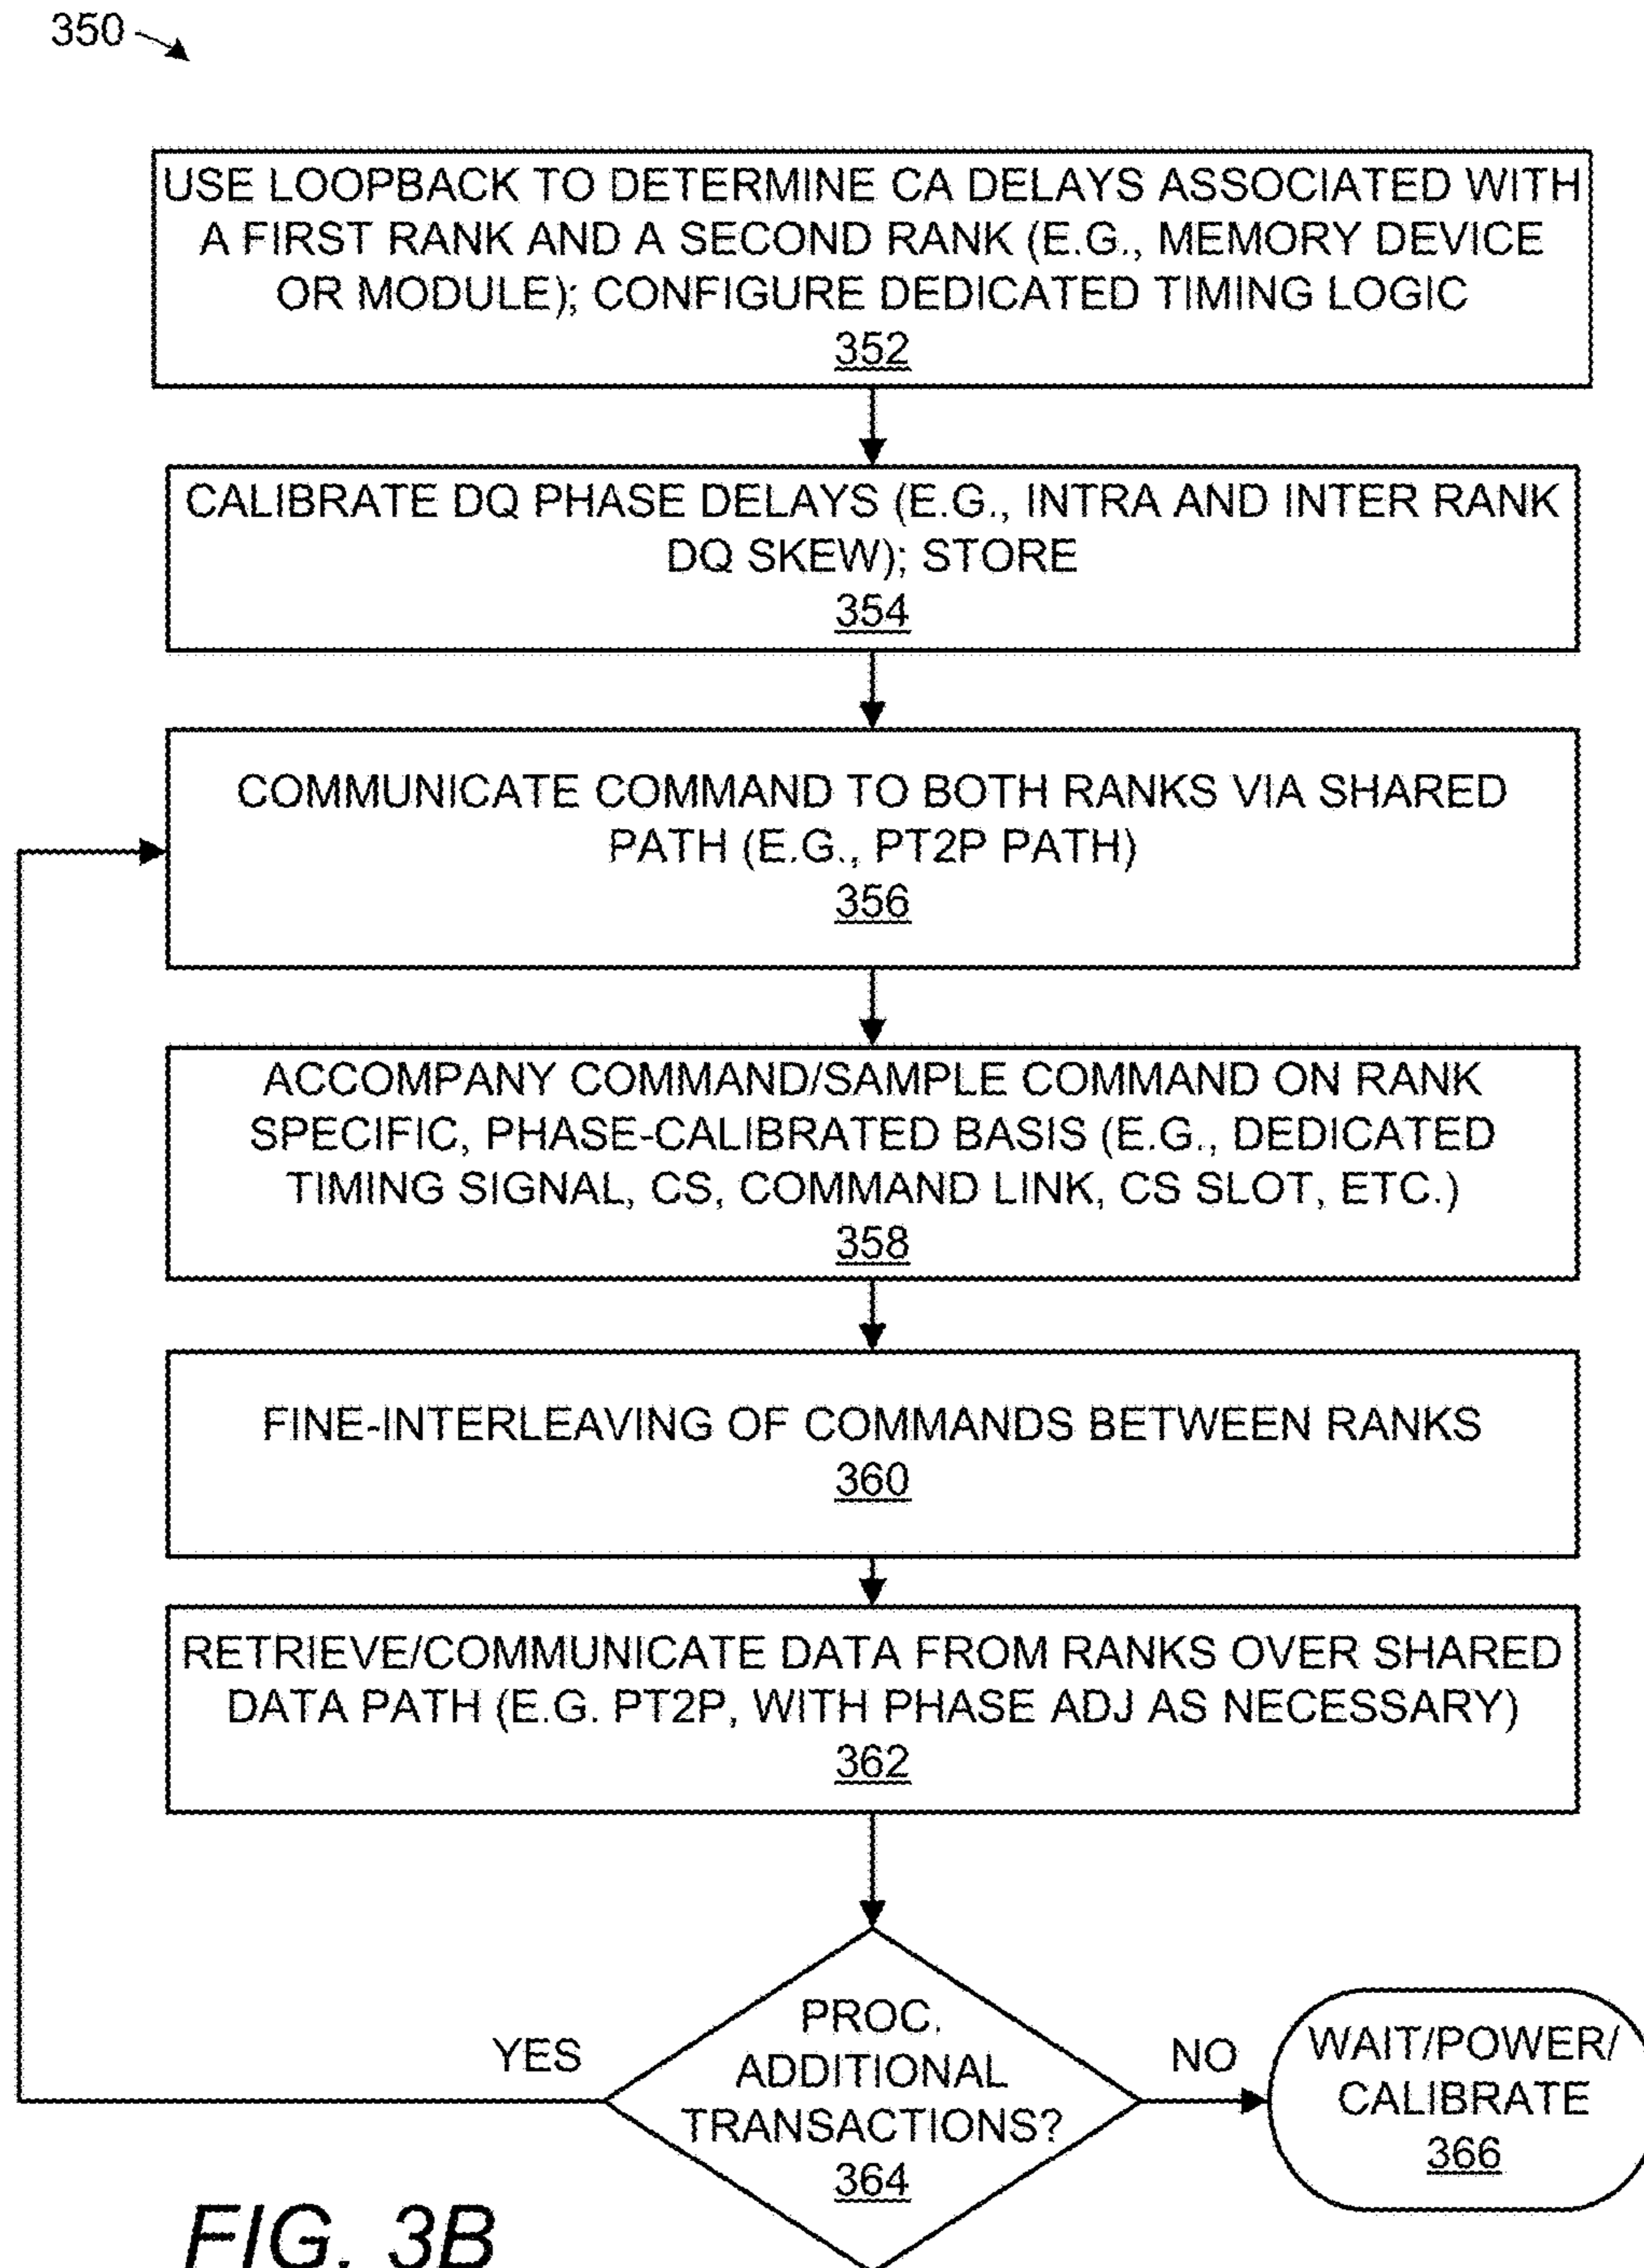 350
USE LOOPBACK TO DETERMINE CA DELAYS ASSOCIATED WITH
A FIRST RANK AND A SECOND RANK (E.G., MEMORY DEVICE
OR MODULE); CONFIGURE DEDICATED TIMING LOGIC
352
CALIBRATE DQ PHASE DELAYS (E.G., INTRA AND INTER RANK
DQ SKEW); STORE
354
COMMUNICATE COMMAND TO BOTH RANKS VIA SHARED
PATH (E.G., PT2P PATH)
356
ACCOMPANY COMMAND/SAMPLE COMMAND ON RANK
SPECIFIC, PHASE-CALIBRATED BASIS (E.G., DEDICATED
TIMING SIGNAL, CS, COMMAND LINK, CS SLOT, ETC.)
358
FINE-INTERLEAVING OF COMMANDS BETWEEN RANKS
360
RETRIEVE/COMMUNICATE DATA FROM RANKS OVER SHARED
DATA PATH (E.G. PT2P, WITH PHASE ADJ AS NECESSARY)
362
YES
PROC.
ADDITIONAL
TRANSACTIONS?
364
NO
WAIT/POWER/
CALIBRATE
366
FIG. 3B